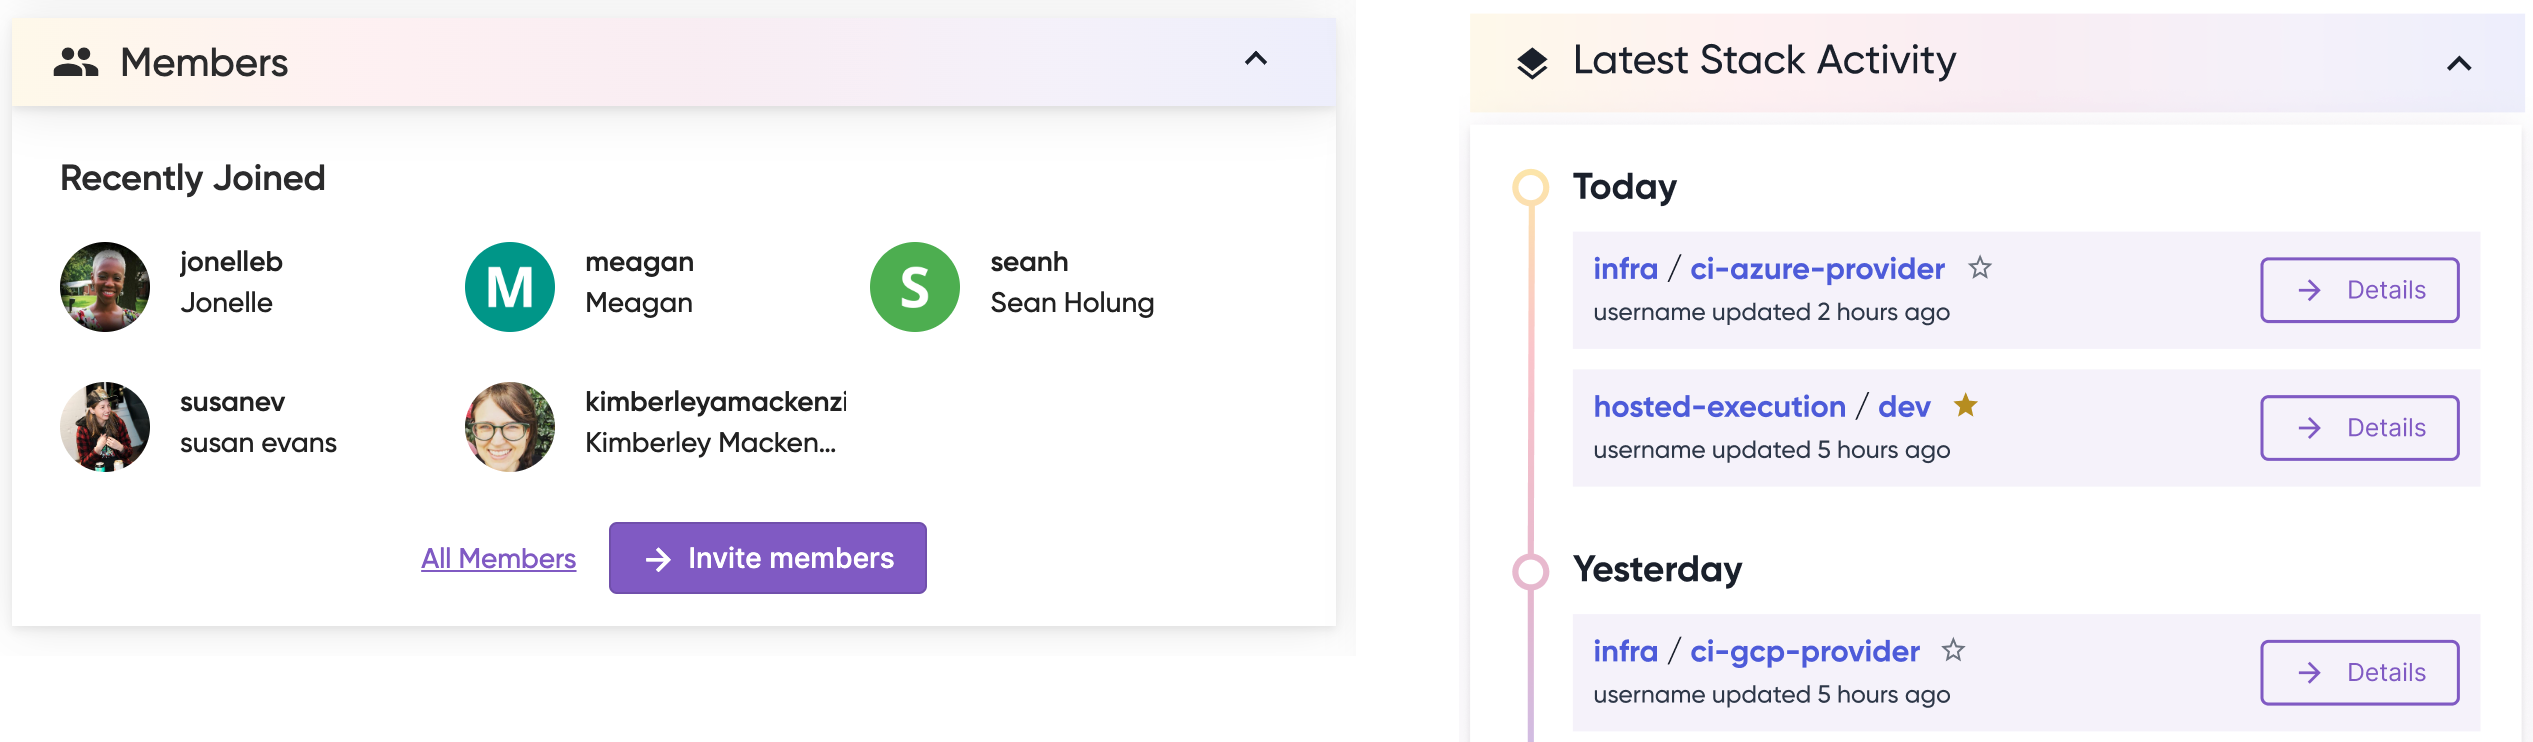 Members
Recently Joined
jonelleb
Jonelle
M
meagan
Meagan
S
seanh
Sean Holung
susanev
susan evans
kimberleyamackenzi
Kimberley Macken...
All Members
Invite members
Latest Stack Activity
Today
infra / ci-azure-provider
username updated 2 hours ago
Details
hosted-execution / dev
username updated 5 hours ago
Details
Yesterday
infra / ci-gcp-provider
username updated 5 hours ago
Details